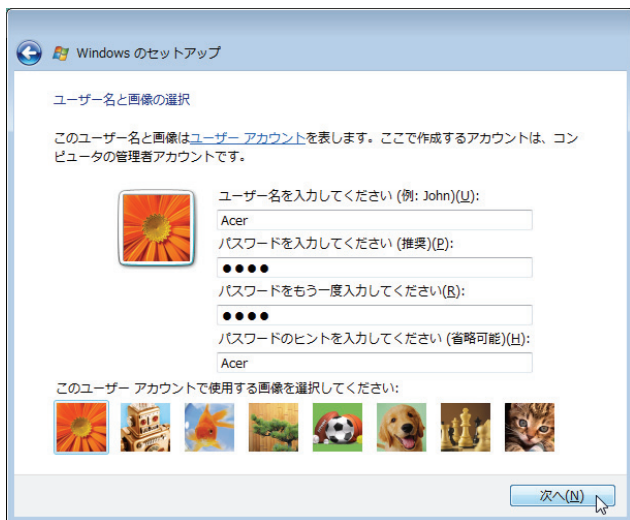 Windows のセットアップ
ユーザー名と画像の選択
このユーザー名と画像はユーザー アカウントを表します。ここで作成するアカウントは、コン
ピュータの管理者アカウントです。
ユーザー名を入力してください (例: John)(U):
Acer
パスワードを入力してください (推奨)(P):
●●●●
パスワードをもう一度入力してください(R):
●●●●
パスワードのヒントを入力してください (省略可能)(H):
Acer
このユーザー アカウントで使用する画像を選択してください:
次へ(N)